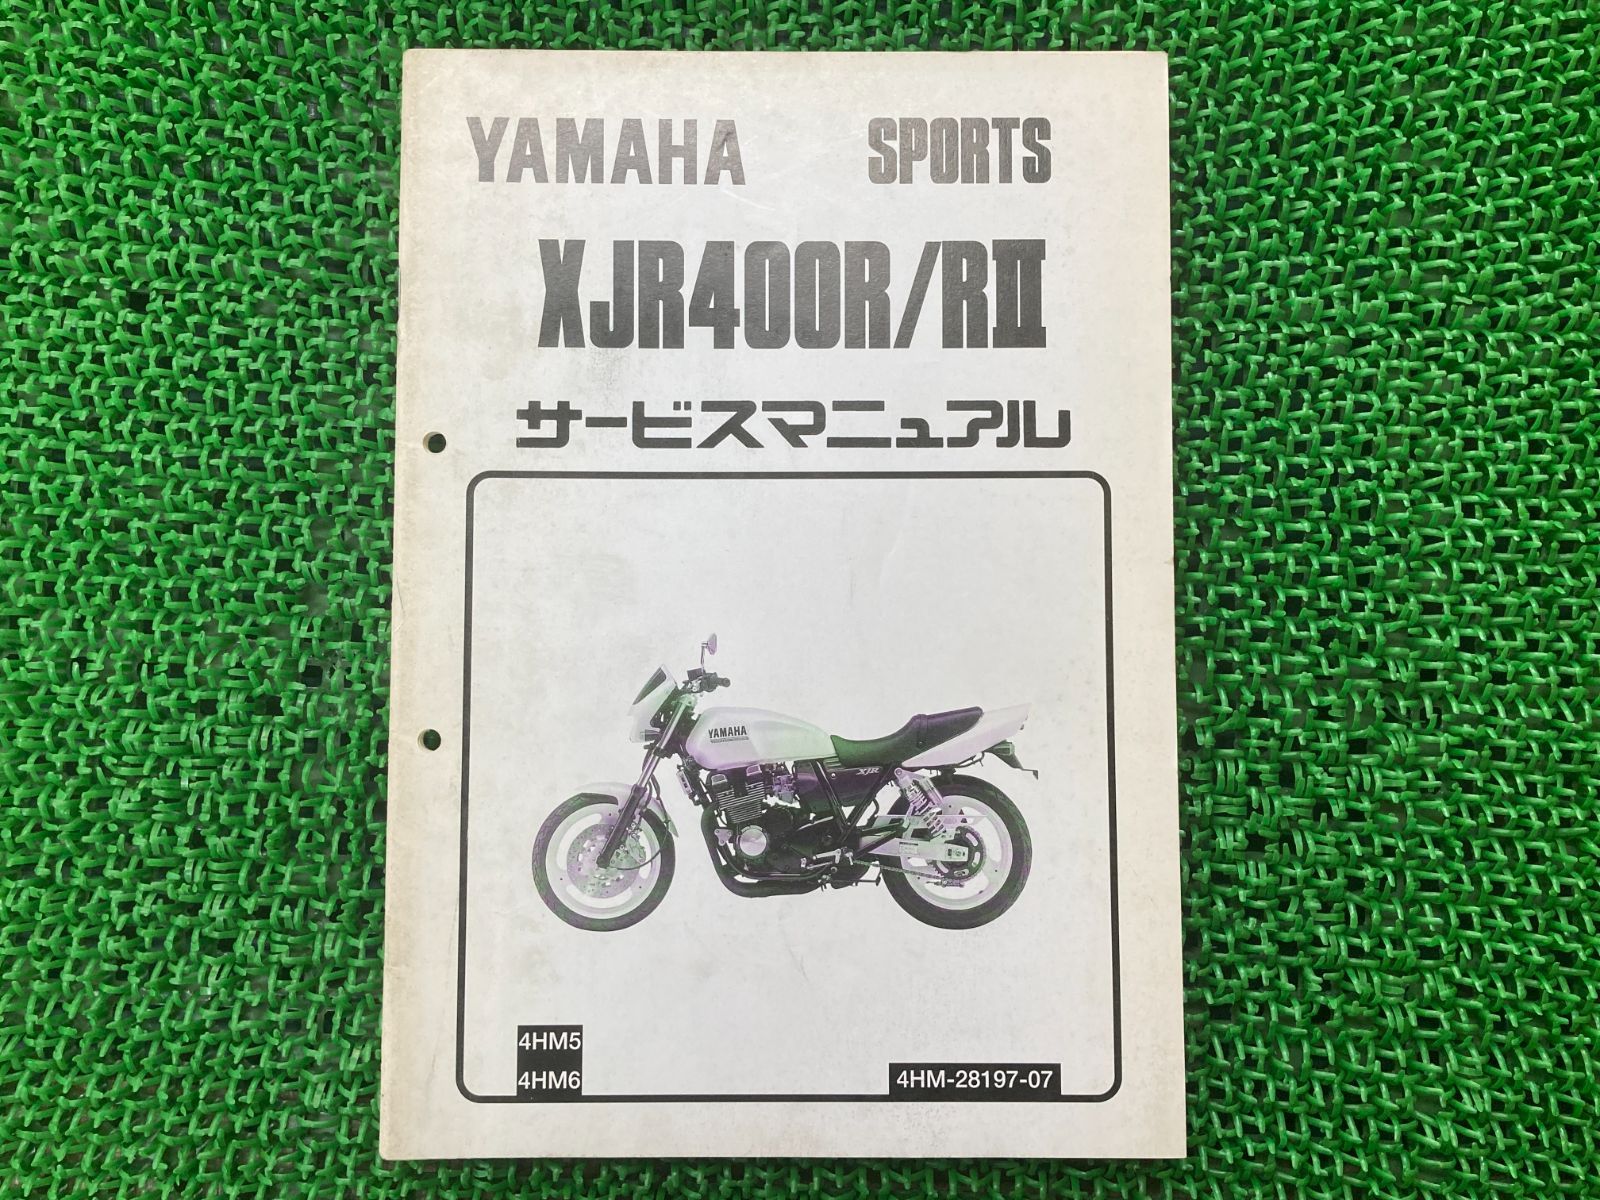 YAMAHA SPORTS
XJR400R/RⅡ
サービスマニュアル
YAMAHA
XJR
4HM5
4HM6
4HM-28197-07